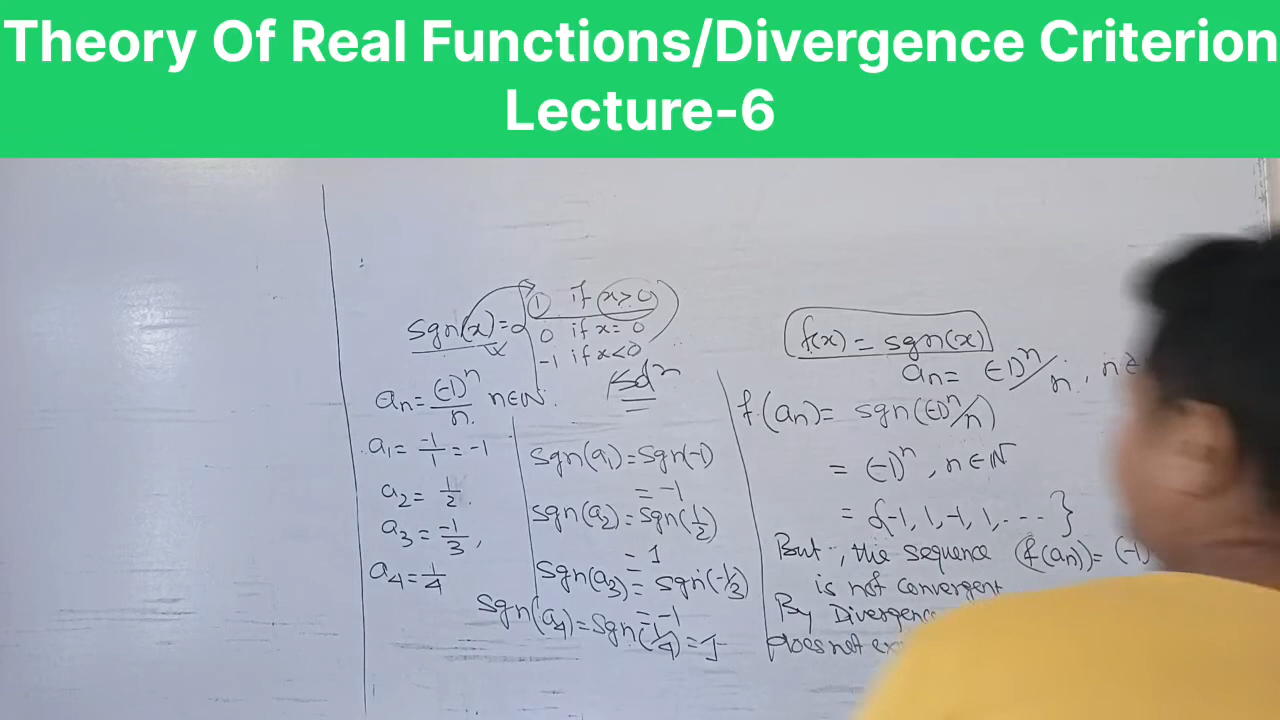 Theory Of Real Functions/Divergence Criterion
Lecture-6
sgn(x) = { 1 if x > 0
0 if x = 0
-1 if x < 0
an = (-1)^n/n n∈N.
a1 = -1/1 = -1
a2 = 1/2.
a3 = -1/3,
a4 = 1/4
sgn(a1) = sgn(-1)
= -1
sgn(a2) = sgn(1/2)
= 1
sgn(a3) = sgn(-1/3)
= -1
sgn(a4) = sgn(1/4) = 1
f(x) = sgn(x)
an = (-1)^n/n, n∈
f(an) = sgn((-1)^n/n)
= (-1)^n, n∈N
= {-1, 1, -1, 1, ---- }
But, the sequence (f(an)) = (-1)
is not convergent
By Divergence
Does not